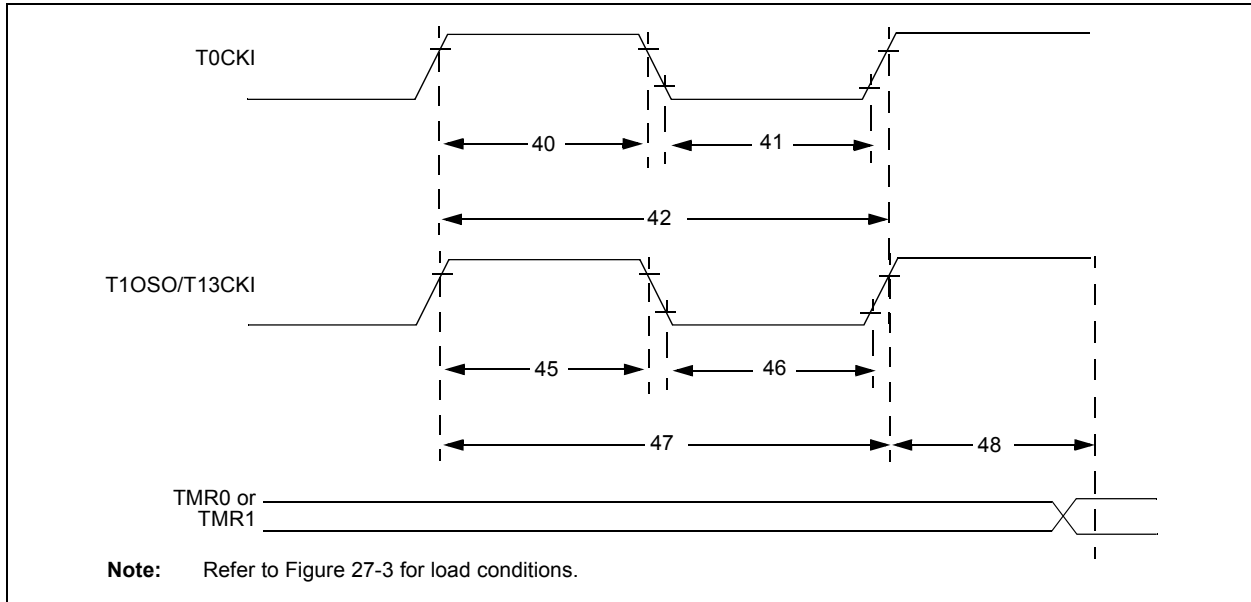 T0CKI
40
41
42
T1OSO/T13CKI
45
46
47
48
TMR0 or
TMR1
Note: Refer to Figure 27-3 for load conditions.